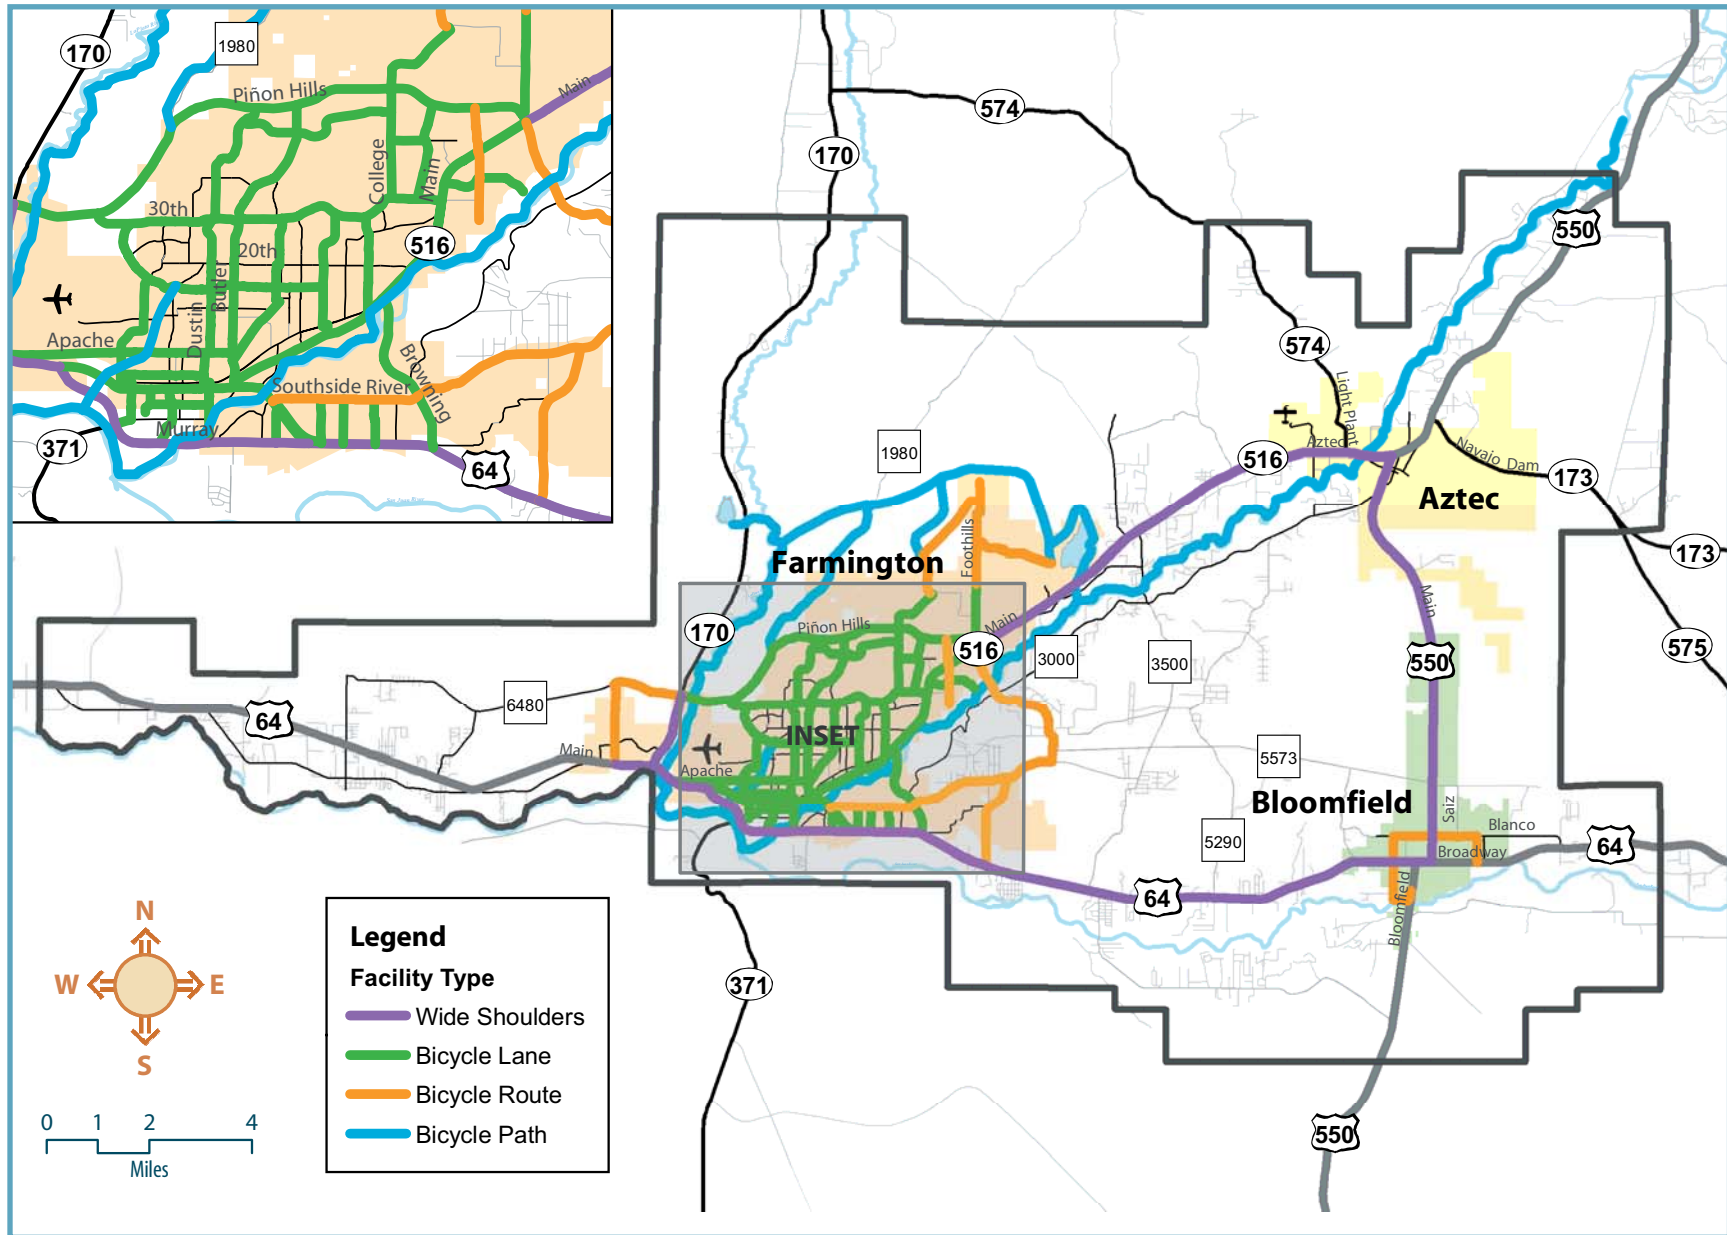 170
1980
Piñon Hills
Main
College
Main
30th
516
20th
Butler
Dustin
Apache
Browning
Southside River
Murray
371
64
574
170
550
574
Light Plant
1980
516
Aztec
Navajo Dam
173
Aztec
Foothills
173
Farmington
Main
Piñon Hills
Main
170
516
3000
3500
550
575
6480
64
INSET
Main
Apache
5573
Bloomfield
Saiz
Blanco
5290
Broadway
64
64
Bloomfield
N
W
E
S
371
Legend
Facility Type
Wide Shoulders
Bicycle Lane
Bicycle Route
Bicycle Path
0 1 2 4
Miles
550